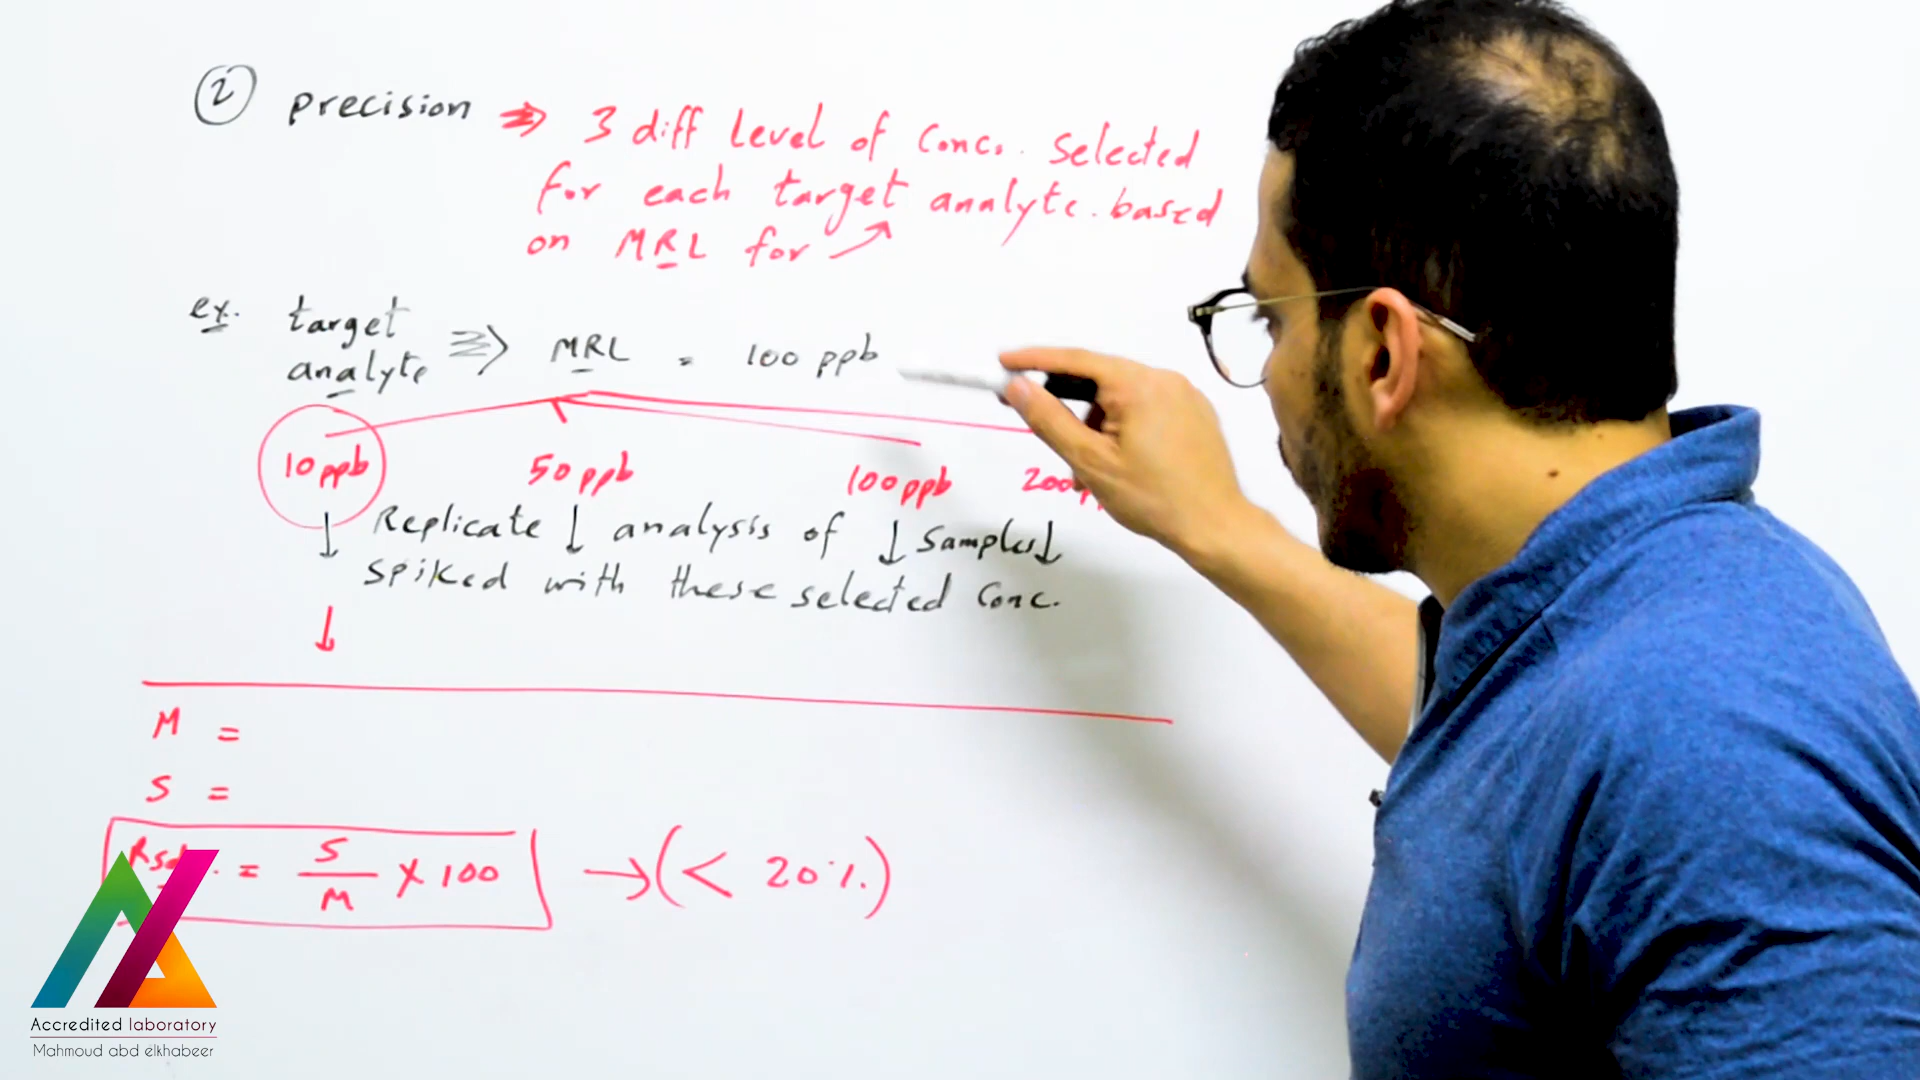 2 precision ⇒ 3 diff level of Conc. Selected
for each target analyte. based
on MRL for ↗
ex. target analyte ⇒ MRL = 100 ppb
10 ppb 50 ppb 100 ppb 200
↓ Replicate ↓ analysis of ↓ Samples ↓
spiked with these selected Conc.
↓
M =
S =
= S/M × 100 → (< 20%)
Accredited laboratory
Mahmoud abd elkhabeer